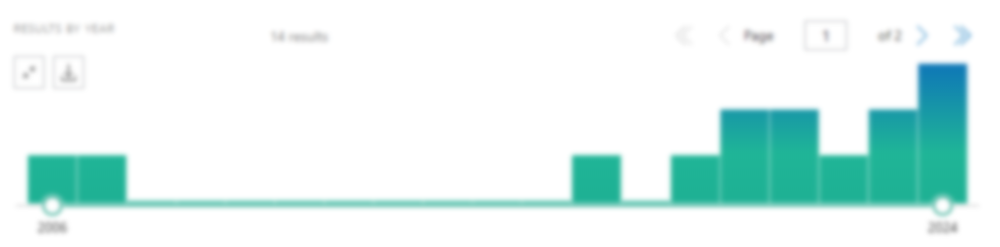 RESULTS BY YEAR
14 results
Page 1 of 2
2006
2024